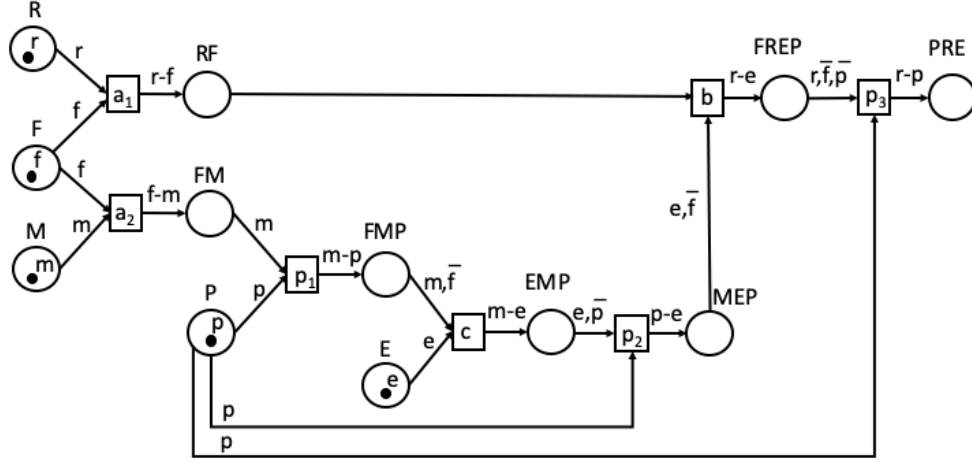 R
r
r
RF
FREP
PRE
a₁
r-f
b
r-e
r,f̅,p̅
p₃
r-p
f
F
f
f
FM
M
m
m
a₂
f-m
m
e,f̅
FMP
P
p
p
p₁
m-p
m,f̅
EMP
MEP
E
e
e
c
m-e
e,p̅
p₂
p-e
p
p